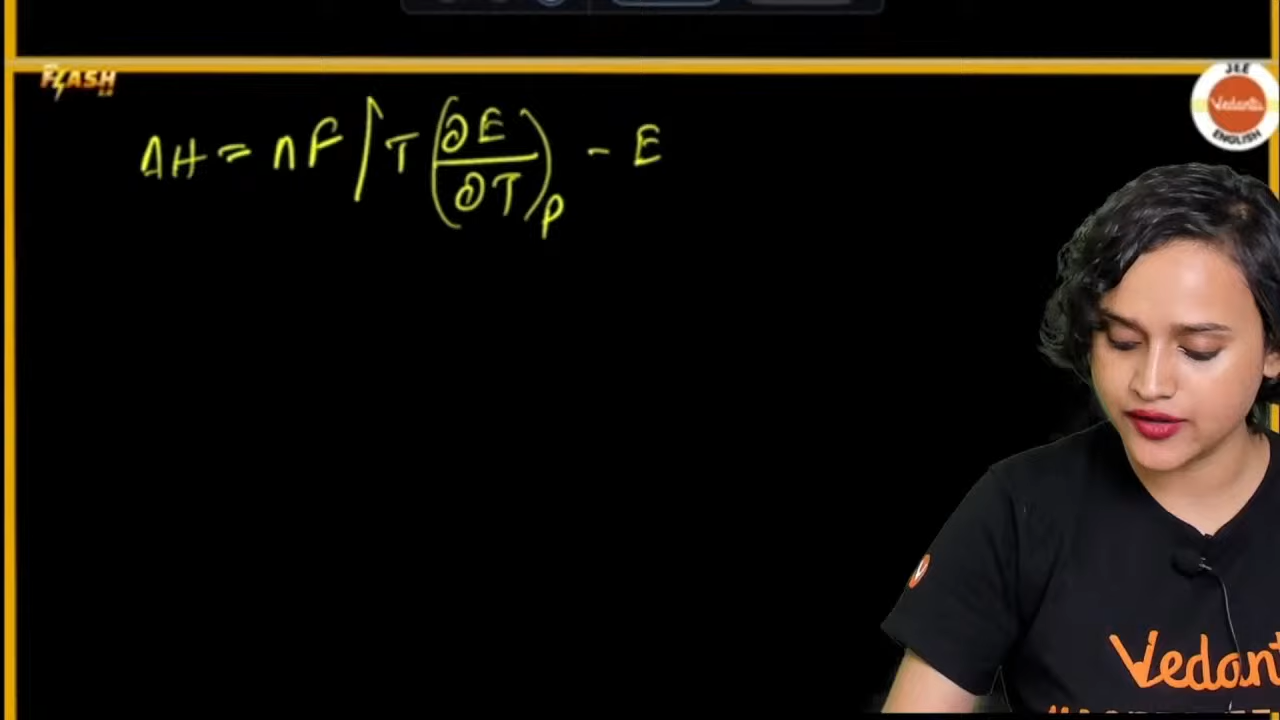 FLASH
JEE
Vedantu
ENGLISH
ΔH = nF [ T (∂E/∂T)p - E
Vedant